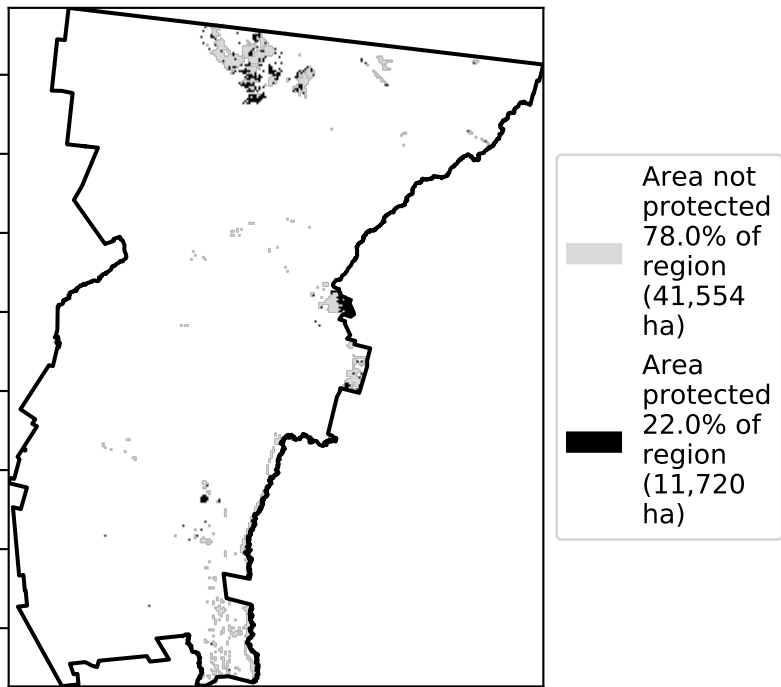 Area not
protected
78.0% of
region
(41,554
ha)
Area
protected
22.0% of
region
(11,720
ha)